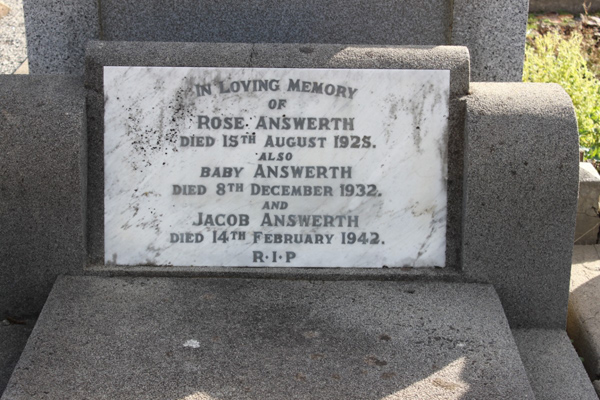 IN LOVING MEMORY
OF
ROSE ANSWERTH
DIED 15TH AUGUST 1925.
ALSO
BABY ANSWERTH
DIED 8TH DECEMBER 1932.
AND
JACOB ANSWERTH
DIED 14TH FEBRUARY 1942.
R·I·P